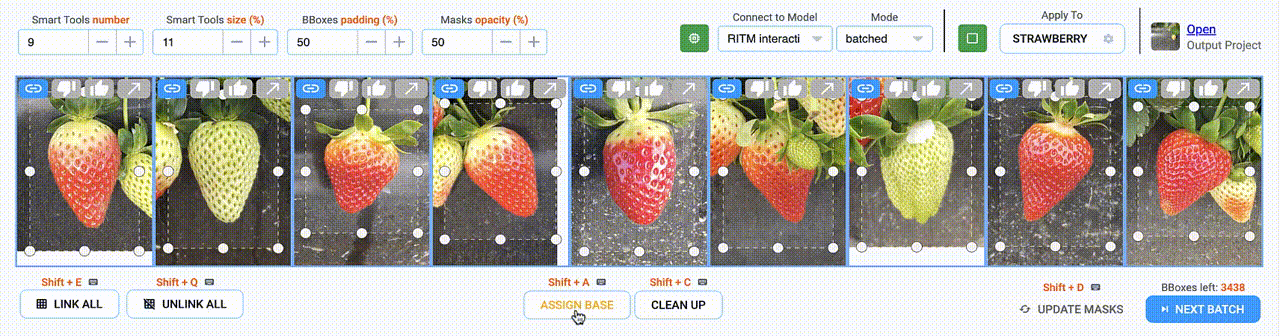 Smart Tools number
Smart Tools size (%)
BBoxes padding (%)
Masks opacity (%)
Connect to Model
Mode
Apply To
9
11
50
50
RITM interacti
batched
STRAWBERRY
Open
Output Project
Shift + E
Shift + Q
Shift + A
Shift + C
Shift + D
BBoxes left: 3438
LINK ALL
UNLINK ALL
ASSIGN BASE
CLEAN UP
UPDATE MASKS
NEXT BATCH